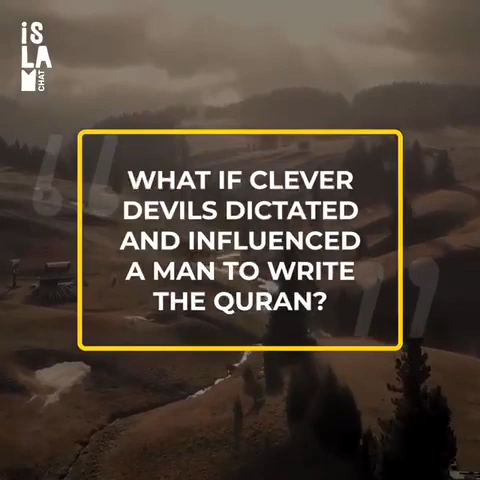 iS
LA
M
CHAT
WHAT IF CLEVER
DEVILS DICTATED
AND INFLUENCED
A MAN TO WRITE
THE QURAN?